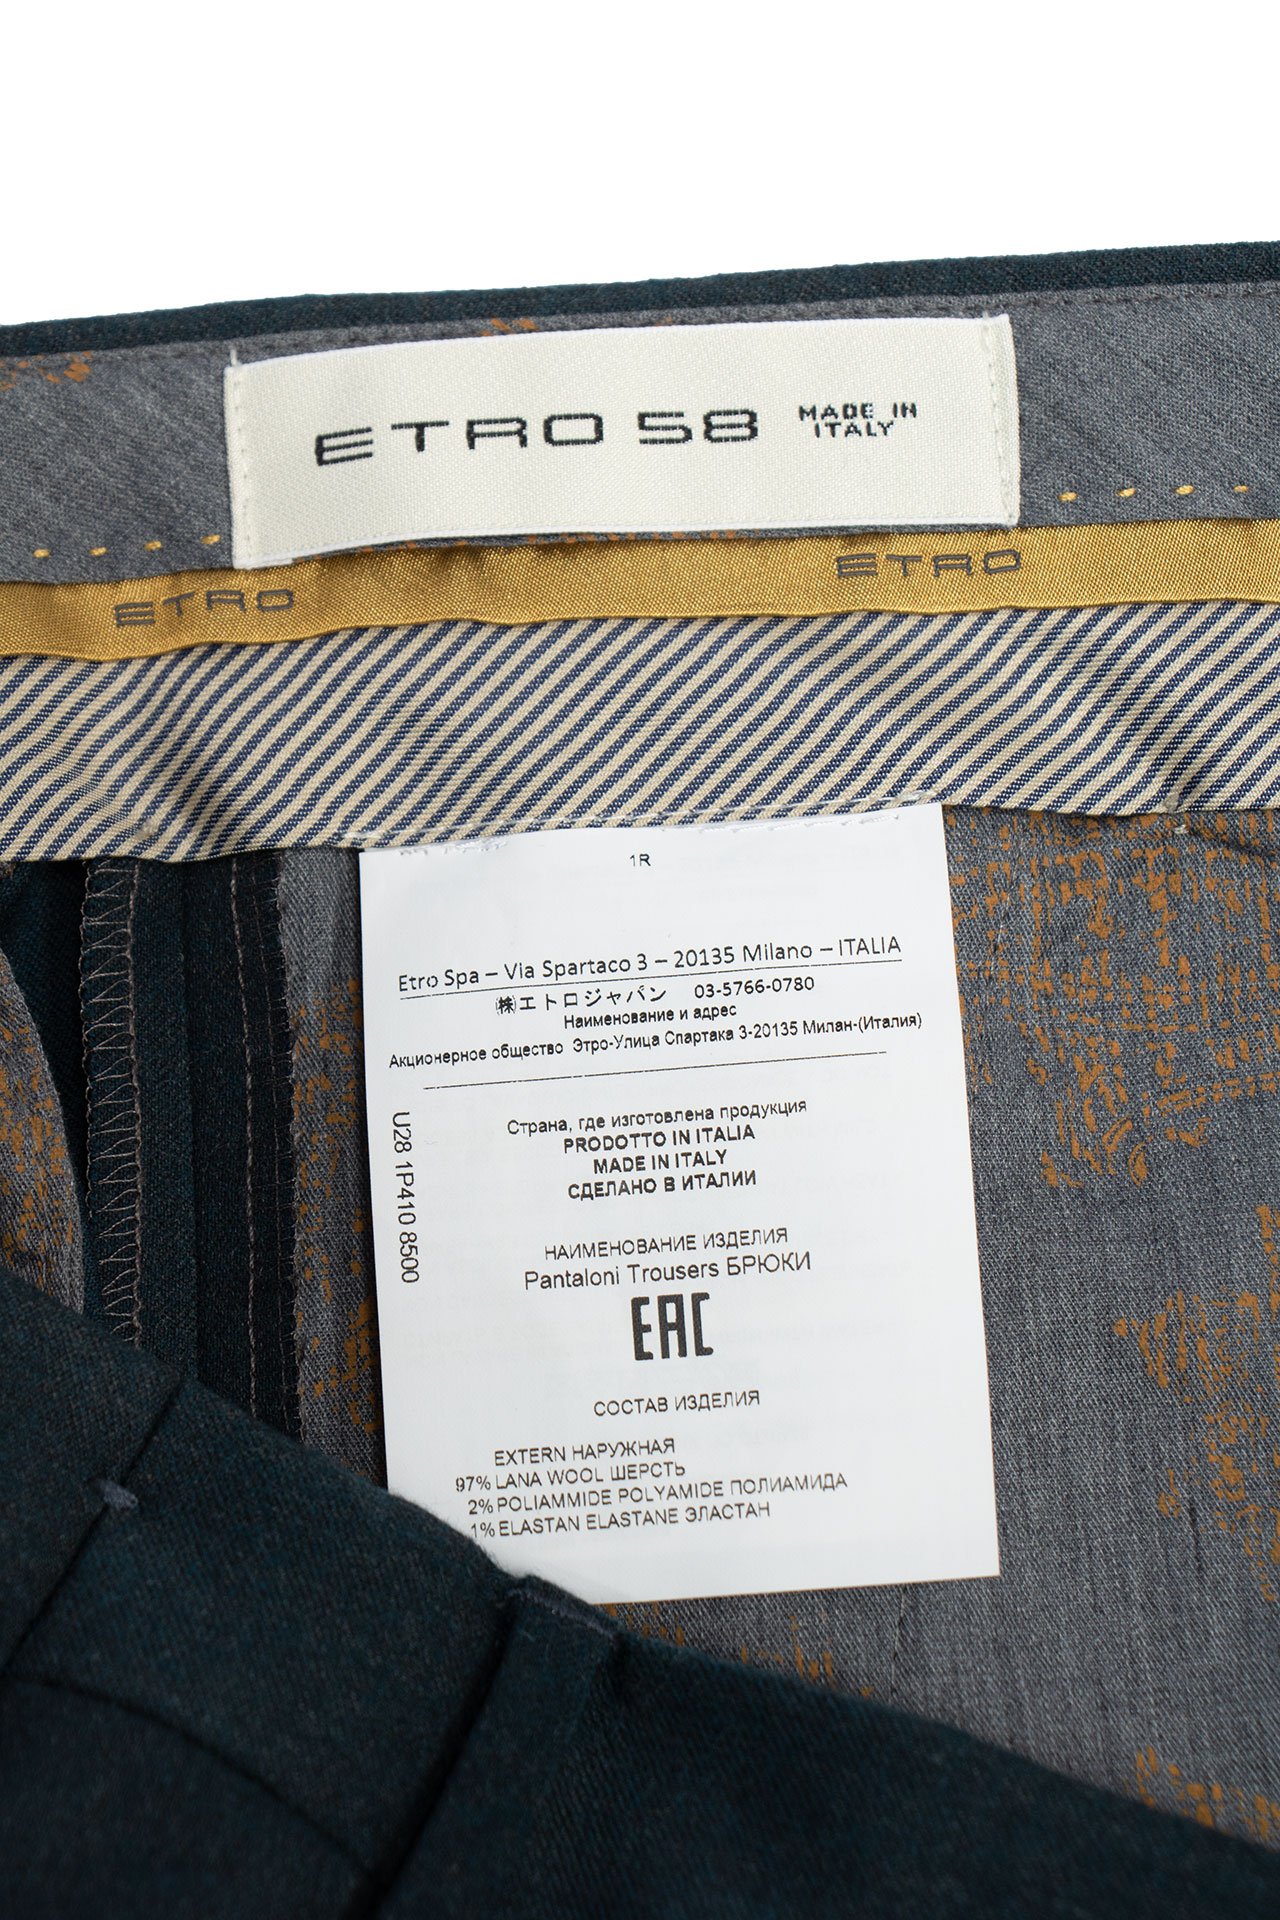 ETRO 58 MADE IN
ITALY
ETRO
ETRO
1R
Etro Spa – Via Spartaco 3 – 20135 Milano – ITALIA
㈱エトロジャパン 03-5766-0780
Наименование и адрес
Акционерное общество Этро-Улица Спартака 3-20135 Милан-(Италия)
U28 1P410 8500
Страна, где изготовлена продукция
PRODOTTO IN ITALIA
MADE IN ITALY
СДЕЛАНО В ИТАЛИИ
НАИМЕНОВАНИЕ ИЗДЕЛИЯ
Pantaloni Trousers БРЮКИ
EAC
СОСТАВ ИЗДЕЛИЯ
EXTERN НАРУЖНАЯ
97% LANA WOOL ШЕРСТЬ
2% POLIAMMIDE POLYAMIDE ПОЛИАМИДА
1% ELASTAN ELASTANE ЭЛАСТАН